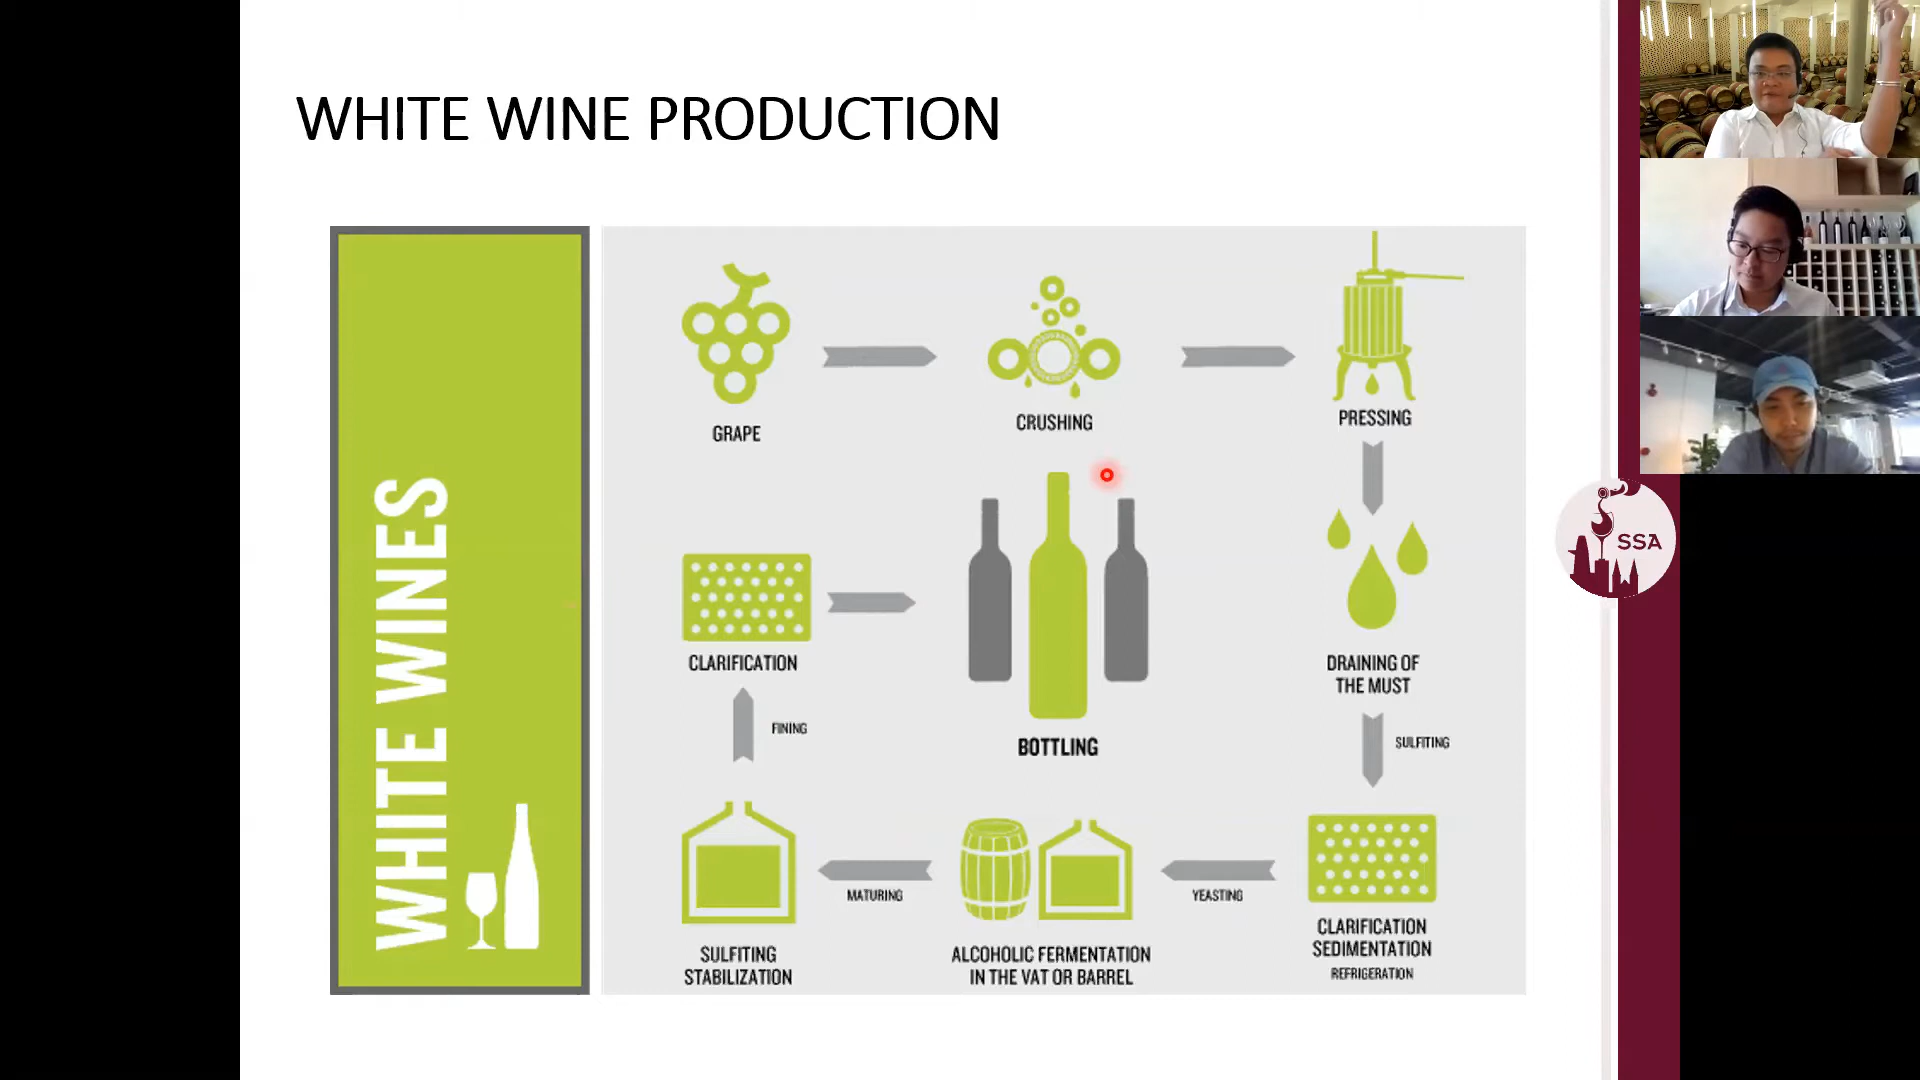 WHITE WINE PRODUCTION
WHITE WINES
GRAPE
CRUSHING
PRESSING
DRAINING OF
THE MUST
SULFITING
CLARIFICATION
SEDIMENTATION
REFRIGERATION
YEASTING
ALCOHOLIC FERMENTATION
IN THE VAT OR BARREL
MATURING
SULFITING
STABILIZATION
FINING
CLARIFICATION
BOTTLING
SSA